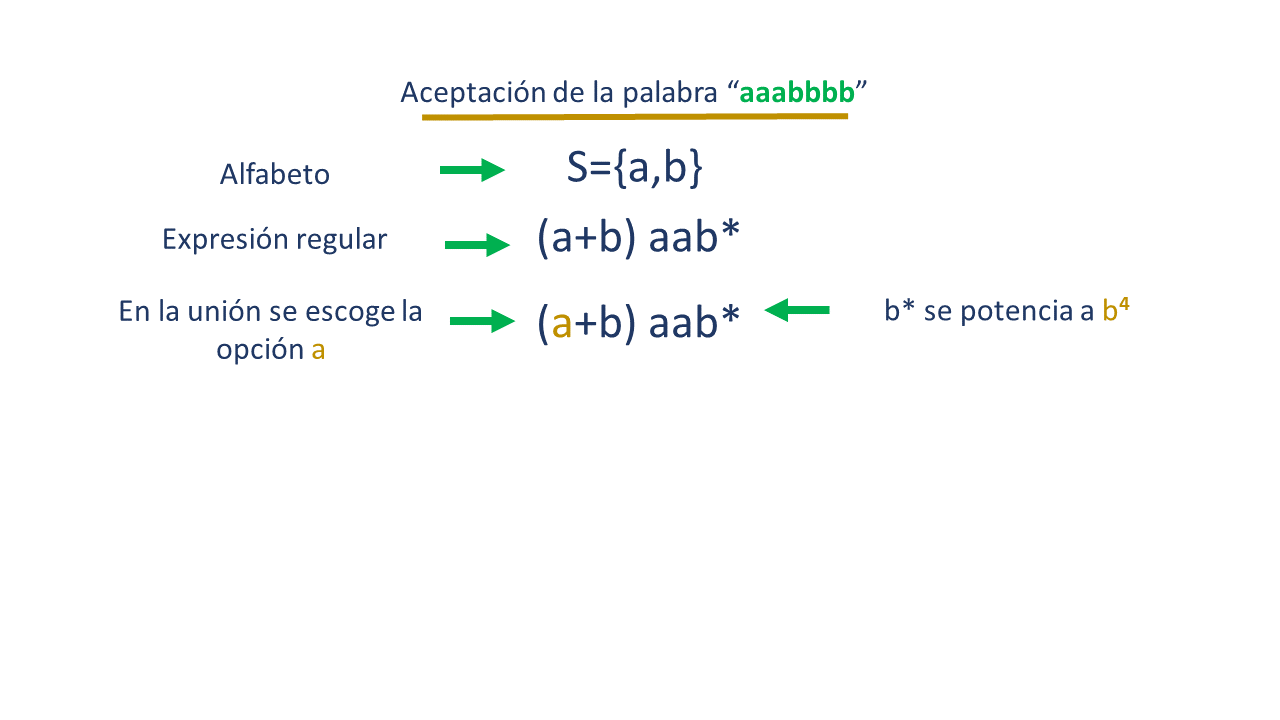 Aceptación de la palabra “aaabbbb”
Alfabeto
S={a,b}
Expresión regular
(a+b) aab*
En la unión se escoge la
opción a
(a+b) aab*
b* se potencia a b⁴